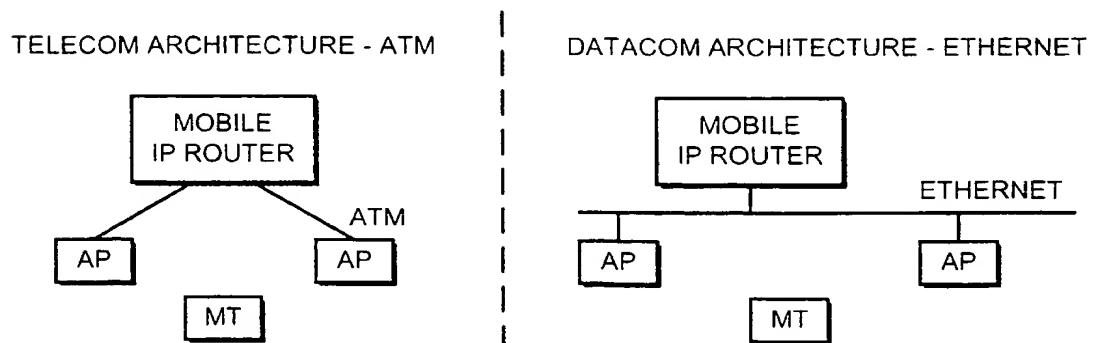 TELECOM ARCHITECTURE - ATM
MOBILE
IP ROUTER
ATM
AP
AP
MT
DATACOM ARCHITECTURE - ETHERNET
MOBILE
IP ROUTER
ETHERNET
AP
AP
MT